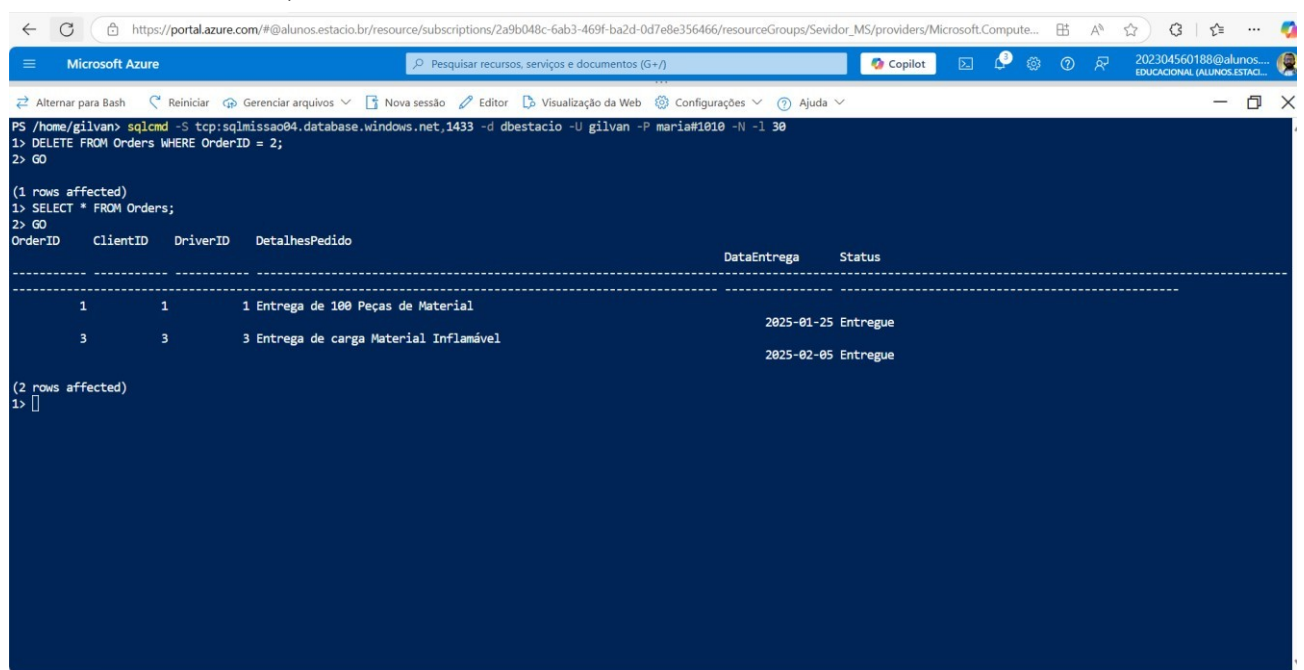 https://portal.azure.com/#@alunos.estacio.br/resource/subscriptions/2a9b048c-6ab3-469f-ba2d-0d7e8e356466/resourceGroups/Sevidor_MS/providers/Microsoft.Compute...
Microsoft Azure
Pesquisar recursos, serviços e documentos (G+/)
Copilot
3
202304560188@alunos....
EDUCACIONAL (ALUNOS.ESTACI...
Alternar para Bash Reiniciar Gerenciar arquivos Nova sessão Editor Visualização da Web Configurações Ajuda
PS /home/gilvan> sqlcmd -S tcp:sqlmissao04.database.windows.net,1433 -d dbestacio -U gilvan -P maria#1010 -N -l 30
1> DELETE FROM Orders WHERE OrderID = 2;
2> GO
(1 rows affected)
1> SELECT * FROM Orders;
2> GO
OrderID ClientID DriverID DetalhesPedido
DataEntrega Status
1 1 1 Entrega de 100 Peças de Material
2025-01-25 Entregue
3 3 3 Entrega de carga Material Inflamável
2025-02-05 Entregue
(2 rows affected)
1>